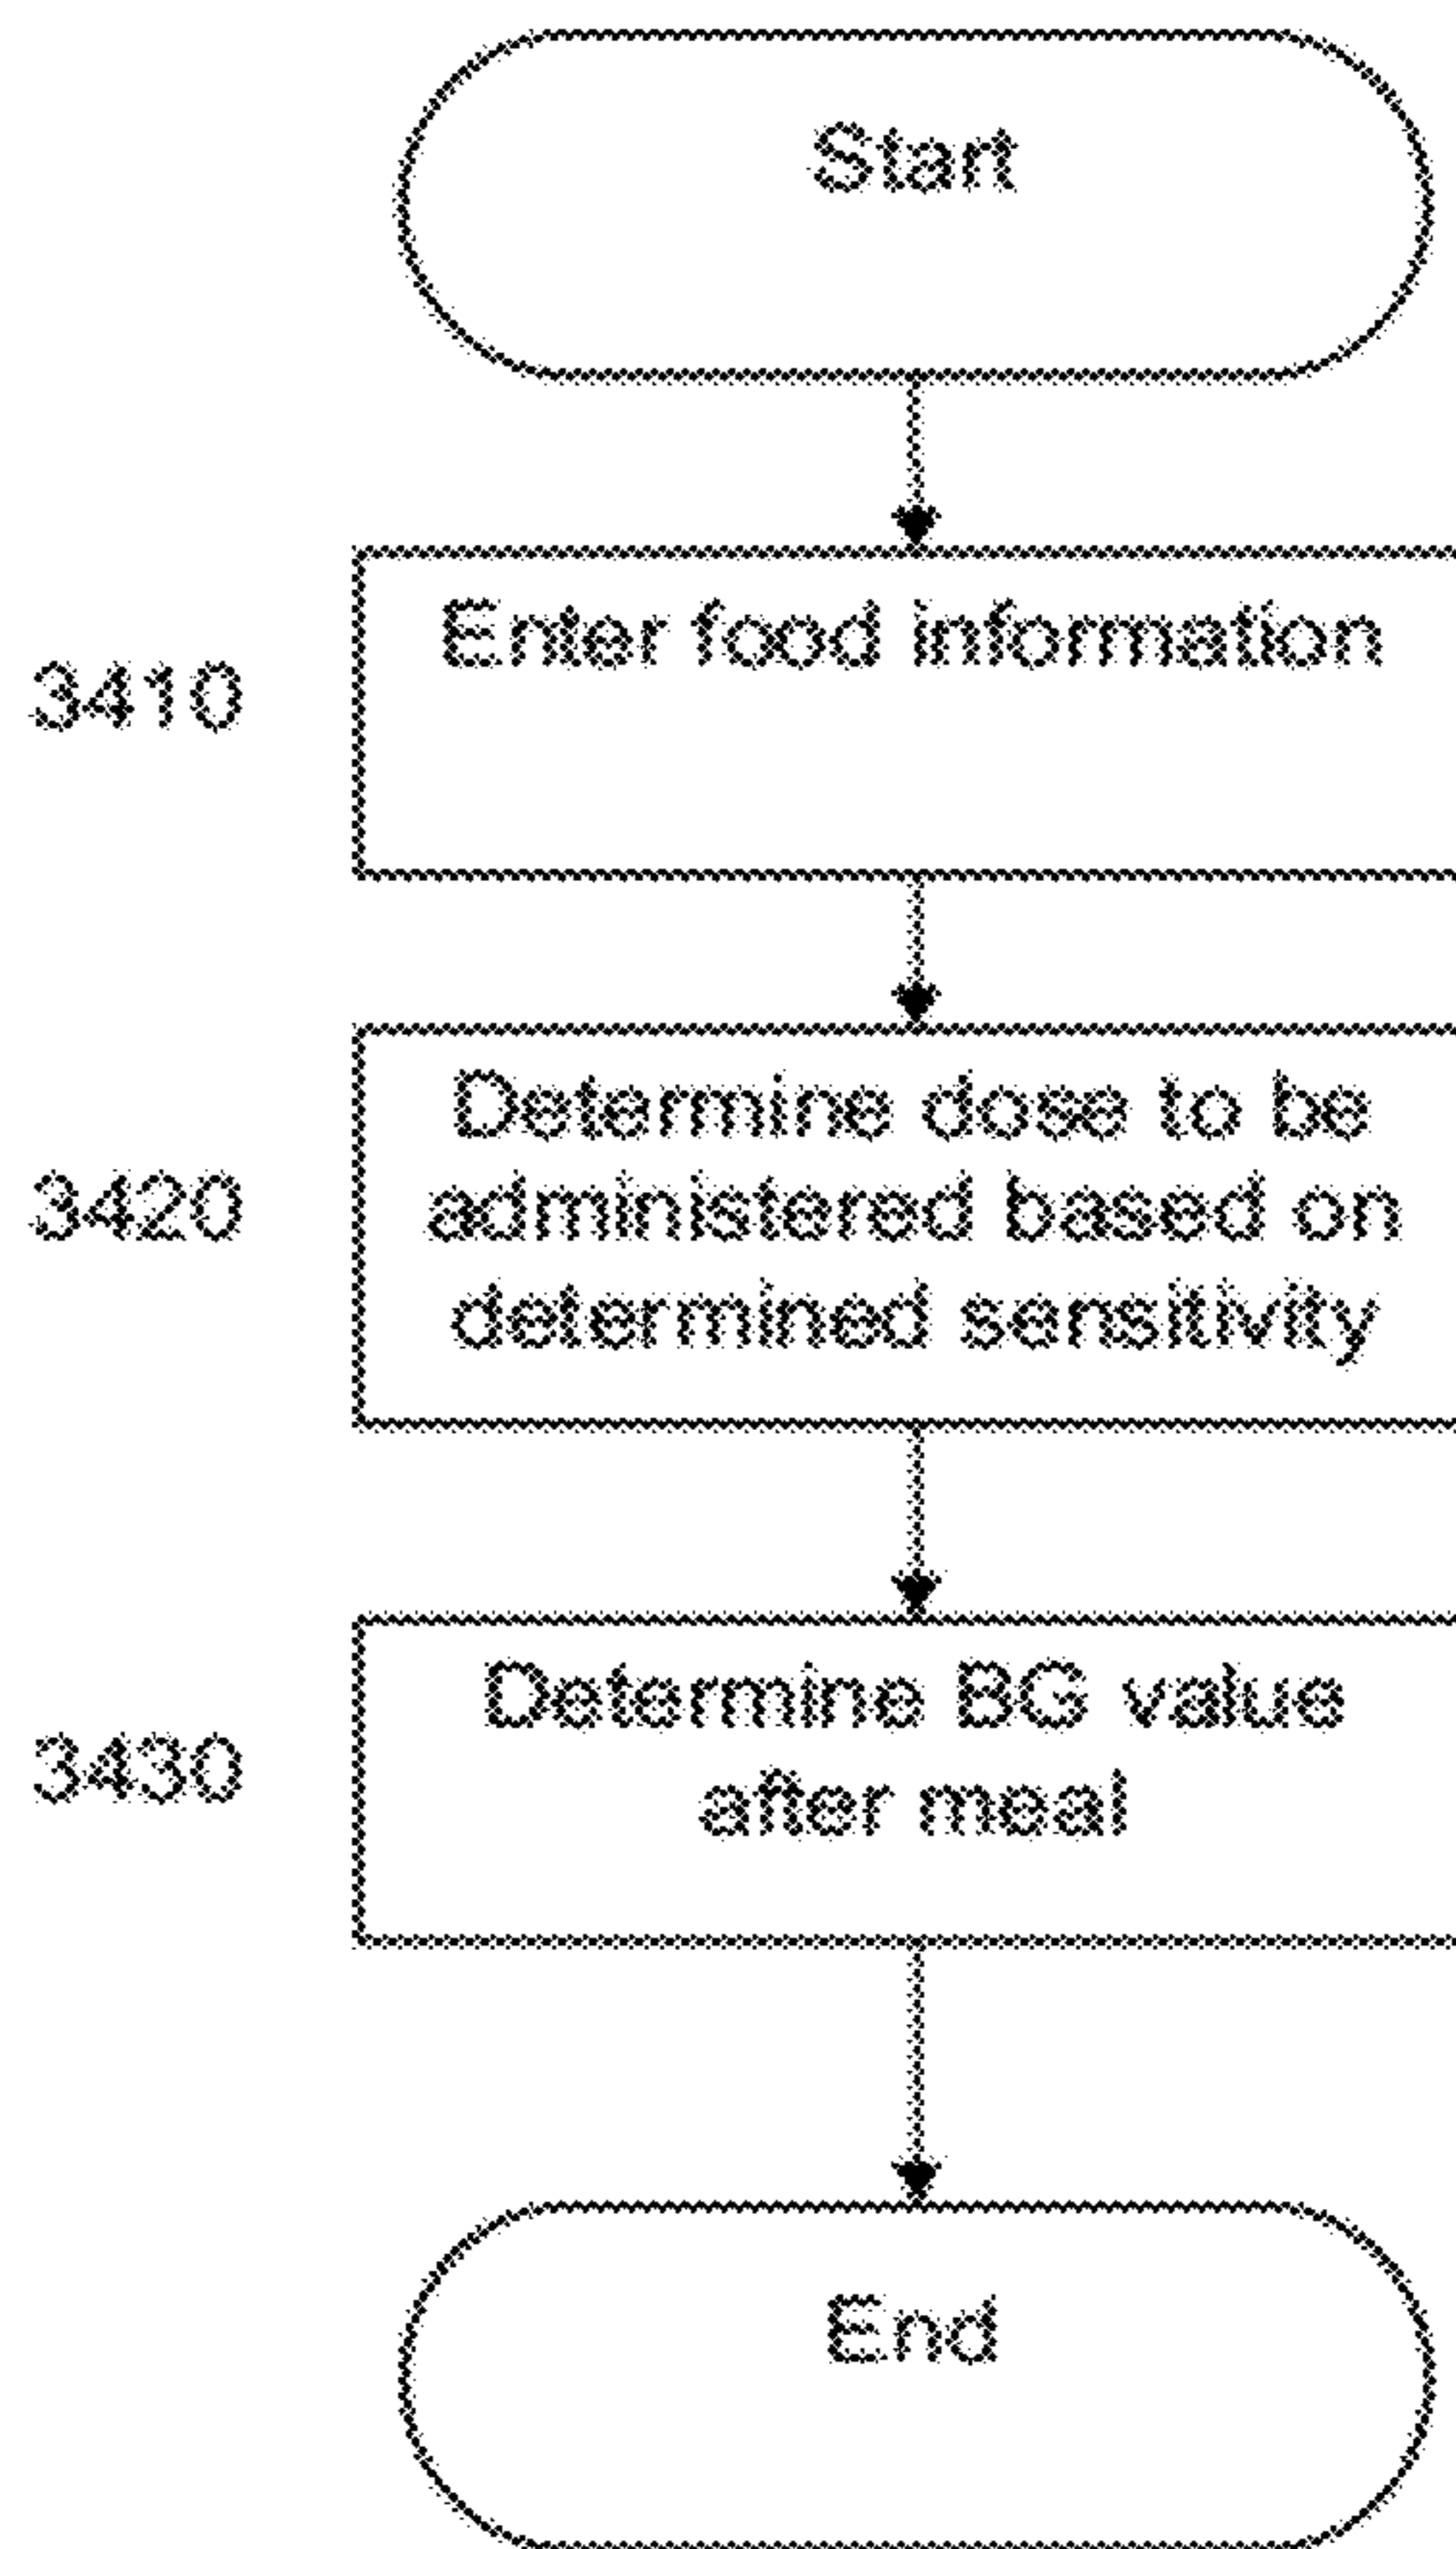 Start
3410
Enter food information
3420
Determine dose to be
administered based on
determined sensitivity
3430
Determine BG value
after meal
End